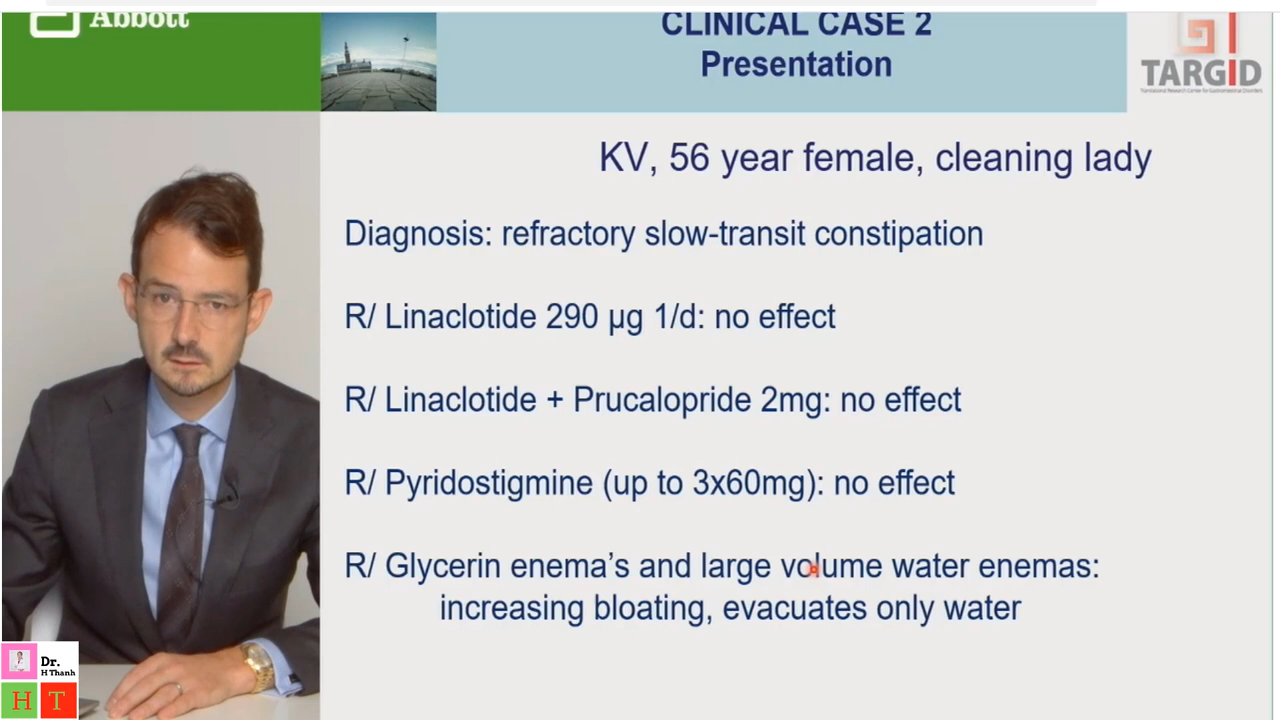 Abbott
CLINICAL CASE 2
Presentation
TARGID
KV, 56 year female, cleaning lady
Diagnosis: refractory slow-transit constipation
R/ Linaclotide 290 µg 1/d: no effect
R/ Linaclotide + Prucalopride 2mg: no effect
R/ Pyridostigmine (up to 3x60mg): no effect
R/ Glycerin enema's and large volume water enemas:
increasing bloating, evacuates only water
Dr.
H Thanh
H T